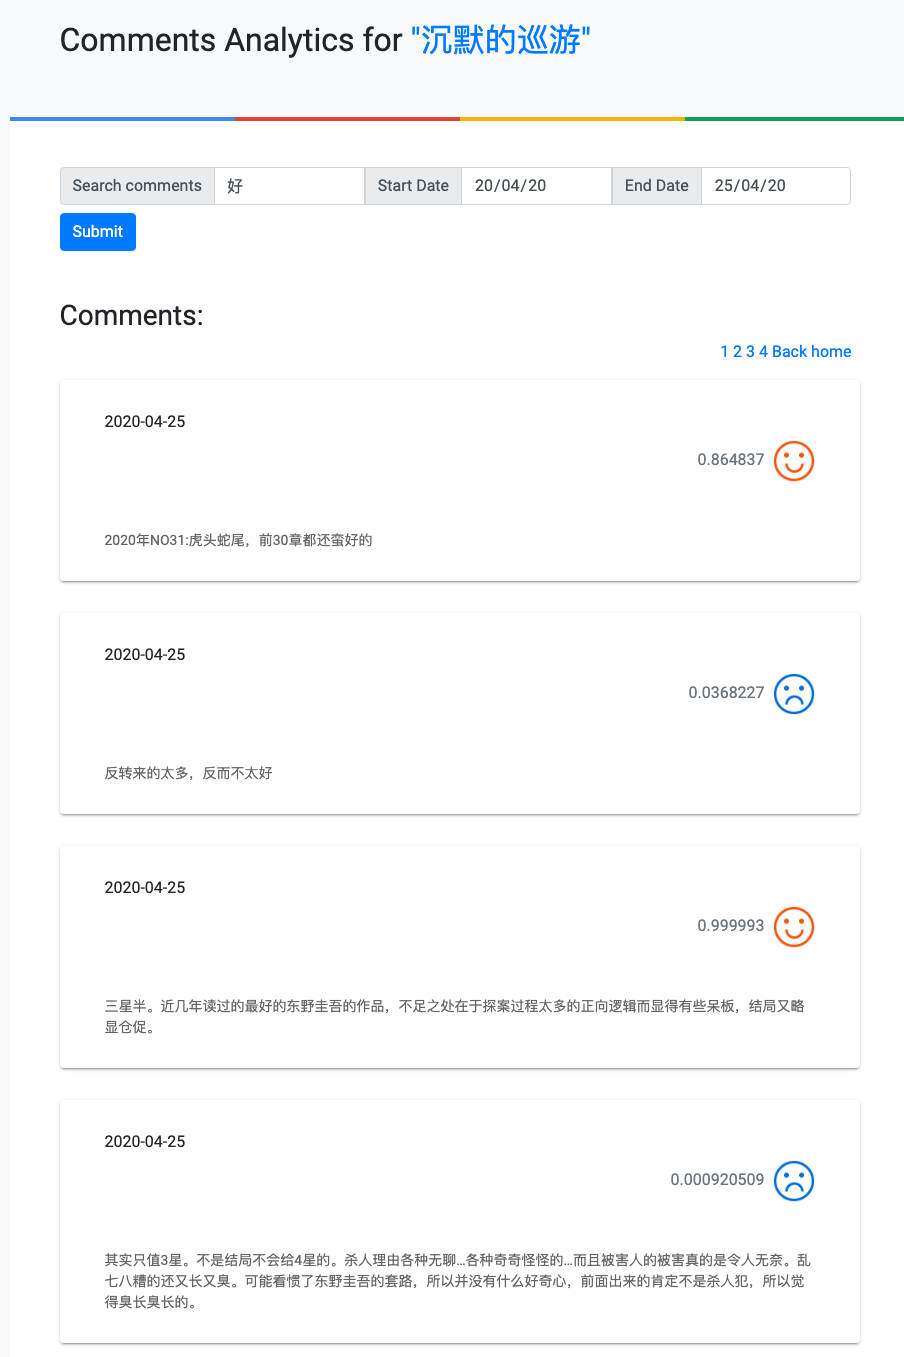 Comments Analytics for "沉默的巡游"
Search comments 好 Start Date 20/04/20 End Date 25/04/20
Submit
Comments:
1 2 3 4 Back home
2020-04-25
0.864837
2020年NO31:虎头蛇尾，前30章都还蛮好的
2020-04-25
0.0368227
反转来的太多，反而不太好
2020-04-25
0.999993
三星半。近几年读过的最好的东野圭吾的作品，不足之处在于探案过程太多的正向逻辑而显得有些呆板，结局又略
显仓促。
2020-04-25
0.000920509
其实只值3星。不是结局不会给4星的。杀人理由各种无聊...各种奇奇怪怪的...而且被害人的被害真的是令人无奈。乱
七八糟的还又长又臭。可能看惯了东野圭吾的套路，所以并没有什么好奇心，前面出来的肯定不是杀人犯，所以觉
得臭长臭长的。